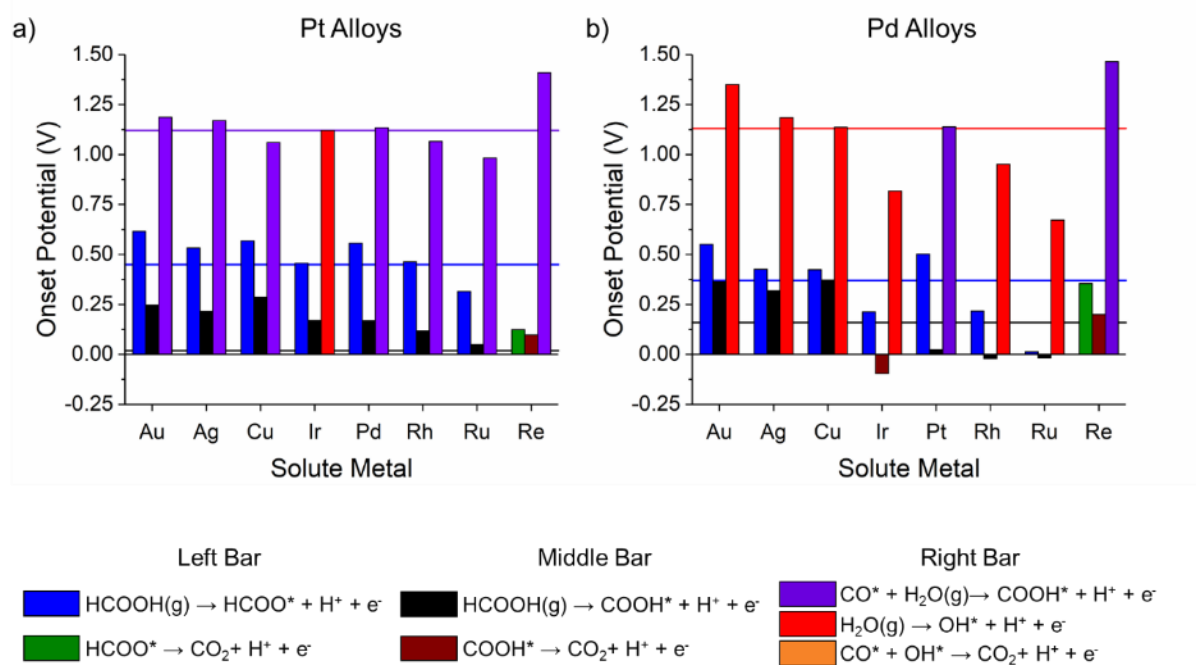 a)
Pt Alloys
1.50
1.25
1.00
0.75
0.50
0.25
0.00
-0.25
Onset Potential (V)
Au Ag Cu Ir Pd Rh Ru Re
Solute Metal
b)
Pd Alloys
1.50
1.25
1.00
0.75
0.50
0.25
0.00
-0.25
Onset Potential (V)
Au Ag Cu Ir Pt Rh Ru Re
Solute Metal
Left Bar
HCOOH(g) → HCOO* + H⁺ + e⁻
HCOO* → CO₂+ H⁺ + e⁻
Middle Bar
HCOOH(g) → COOH* + H⁺ + e⁻
COOH* → CO₂+ H⁺ + e⁻
Right Bar
CO* + H₂O(g)→ COOH* + H⁺ + e⁻
H₂O(g) → OH* + H⁺ + e⁻
CO* + OH* → CO₂+ H⁺ + e⁻